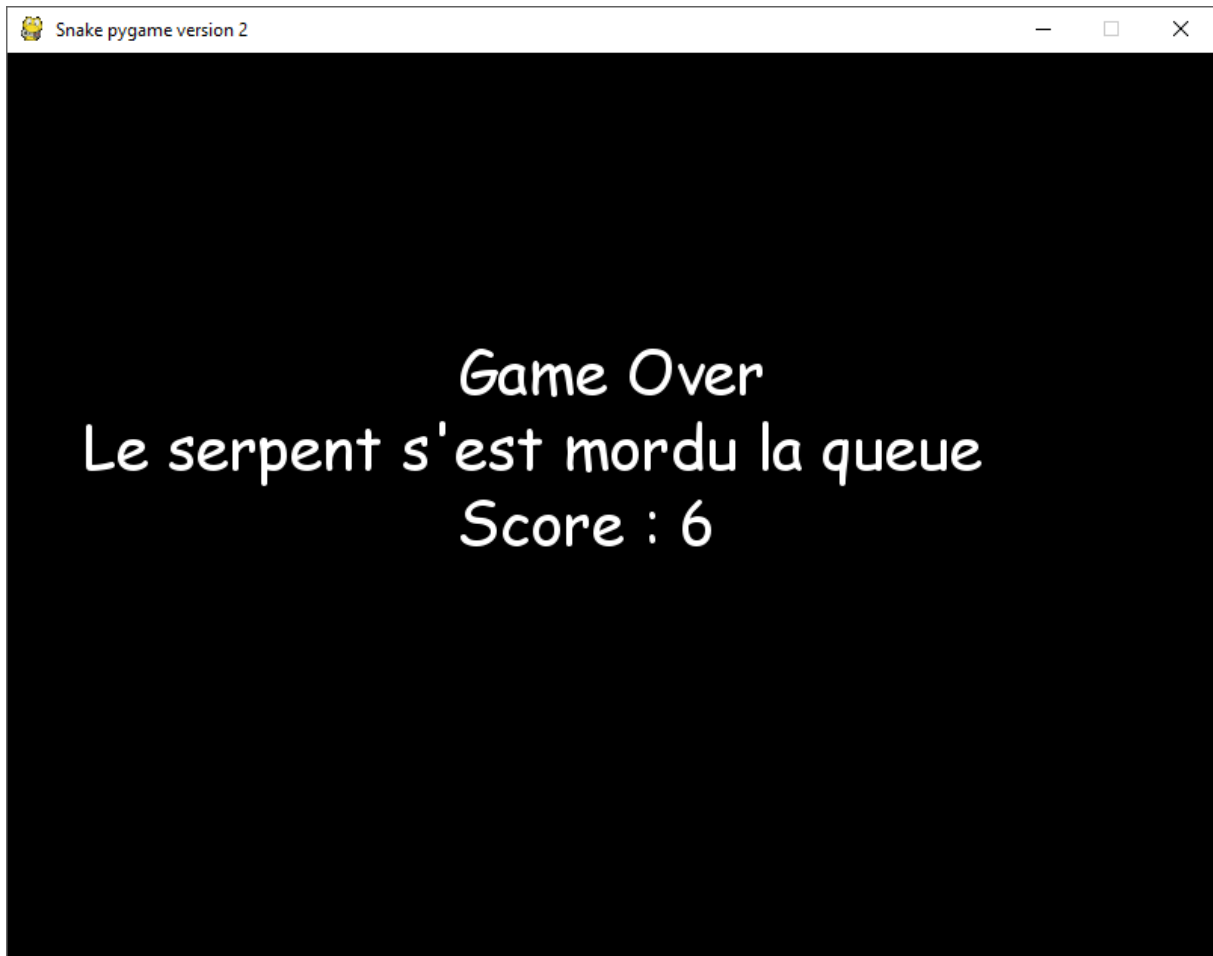 Snake pygame version 2
Game Over
Le serpent s'est mordu la queue
Score : 6